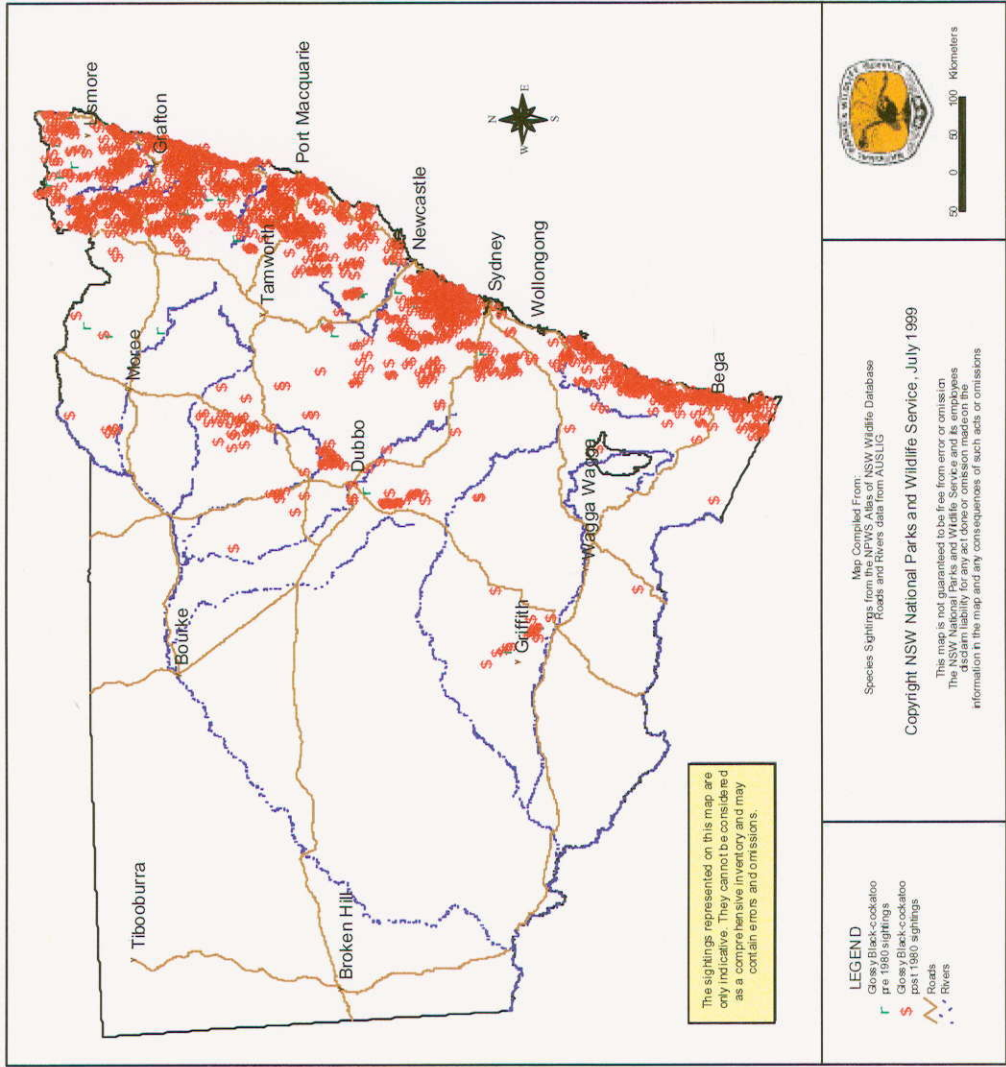 Tibooburra
Bourke
Moree
Lismore
Grafton
Port Macquarie
Tamworth
Newcastle
Broken Hill
Dubbo
Sydney
Wollongong
Griffith
Wagga Wagga
Bega
N
W
E
S
The sightings represented on this map are
only indicative. They cannot be considered
as a comprehensive inventory and may
contain errors and omissions.
LEGEND
Glossy Black-cockatoo
pre 1980 sightings
Glossy Black-cockatoo
post 1980 sightings
Roads
Rivers
Map Compiled From:
Species Sightings from the NPWS Atlas of NSW Wildlife Database
Roads and Rivers data from AUSLIG
Copyright NSW National Parks and Wildlife Service, July 1999
This map is not guaranteed to be free from error or omission
The NSW National Parks and Wildlife Service and its employees
disclaim liability for any act done or omission made on the
information in the map and any consequences of such acts or omissions
50 0 50 100 Kilometers